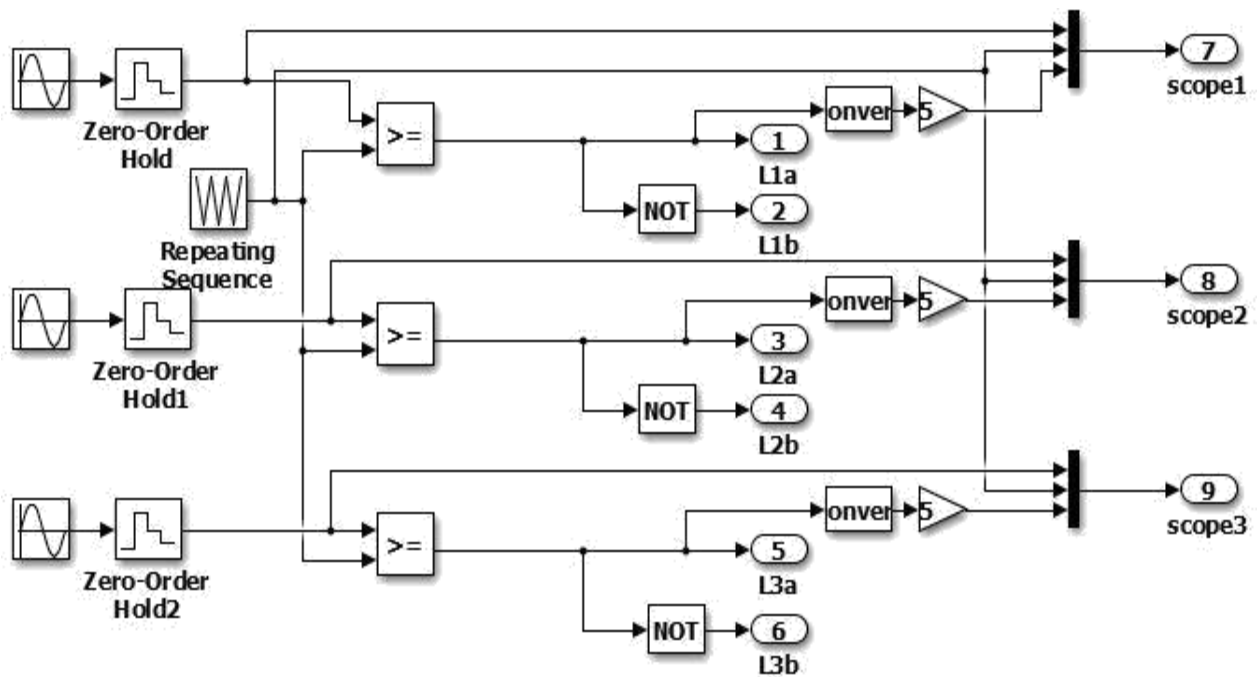 7
scope1
Zero-Order
Hold
>=
onver
5
1
L1a
NOT
2
L1b
Repeating
Sequence
8
scope2
Zero-Order
Hold1
>=
onver
5
3
L2a
NOT
4
L2b
9
scope3
Zero-Order
Hold2
>=
onver
5
5
L3a
NOT
6
L3b